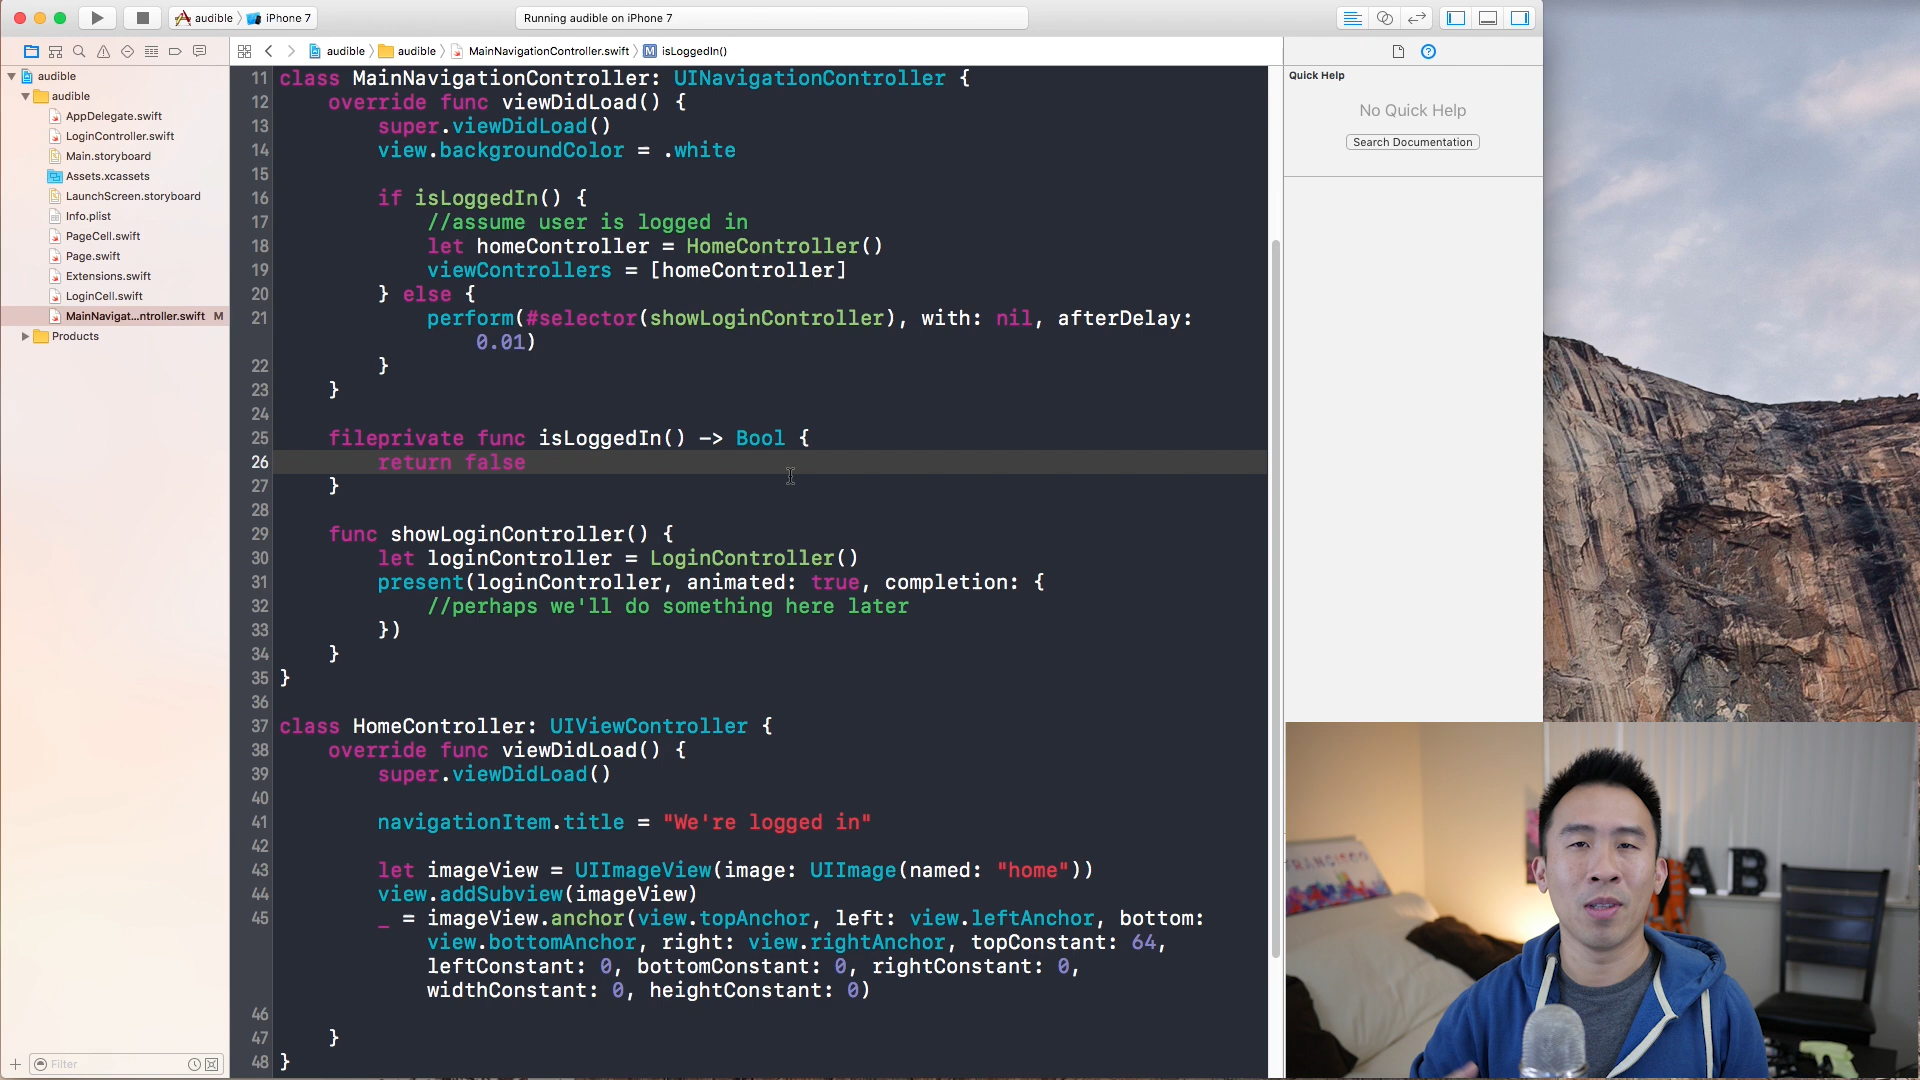 audible
iPhone 7
Running audible on iPhone 7
audible
audible
MainNavigationController.swift
M
isLoggedIn()
audible
audible
AppDelegate.swift
LoginController.swift
Main.storyboard
Assets.xcassets
LaunchScreen.storyboard
Info.plist
PageCell.swift
Page.swift
Extensions.swift
LoginCell.swift
MainNavigat...ntroller.swift M
Products
Filter
11 class MainNavigationController: UINavigationController {
12 override func viewDidLoad() {
13 super.viewDidLoad()
14 view.backgroundColor = .white
15
16 if isLoggedIn() {
17 //assume user is logged in
18 let homeController = HomeController()
19 viewControllers = [homeController]
20 } else {
21 perform(#selector(showLoginController), with: nil, afterDelay:
0.01)
22 }
23 }
24
25 fileprivate func isLoggedIn() -> Bool {
26 return false
27 }
28
29 func showLoginController() {
30 let loginController = LoginController()
31 present(loginController, animated: true, completion: {
32 //perhaps we'll do something here later
33 })
34 }
35 }
36
37 class HomeController: UIViewController {
38 override func viewDidLoad() {
39 super.viewDidLoad()
40
41 navigationItem.title = "We're logged in"
42
43 let imageView = UIImageView(image: UIImage(named: "home"))
44 view.addSubview(imageView)
45 _ = imageView.anchor(view.topAnchor, left: view.leftAnchor, bottom:
view.bottomAnchor, right: view.rightAnchor, topConstant: 64,
leftConstant: 0, bottomConstant: 0, rightConstant: 0,
widthConstant: 0, heightConstant: 0)
46
47 }
48 }
Quick Help
No Quick Help
Search Documentation
AB